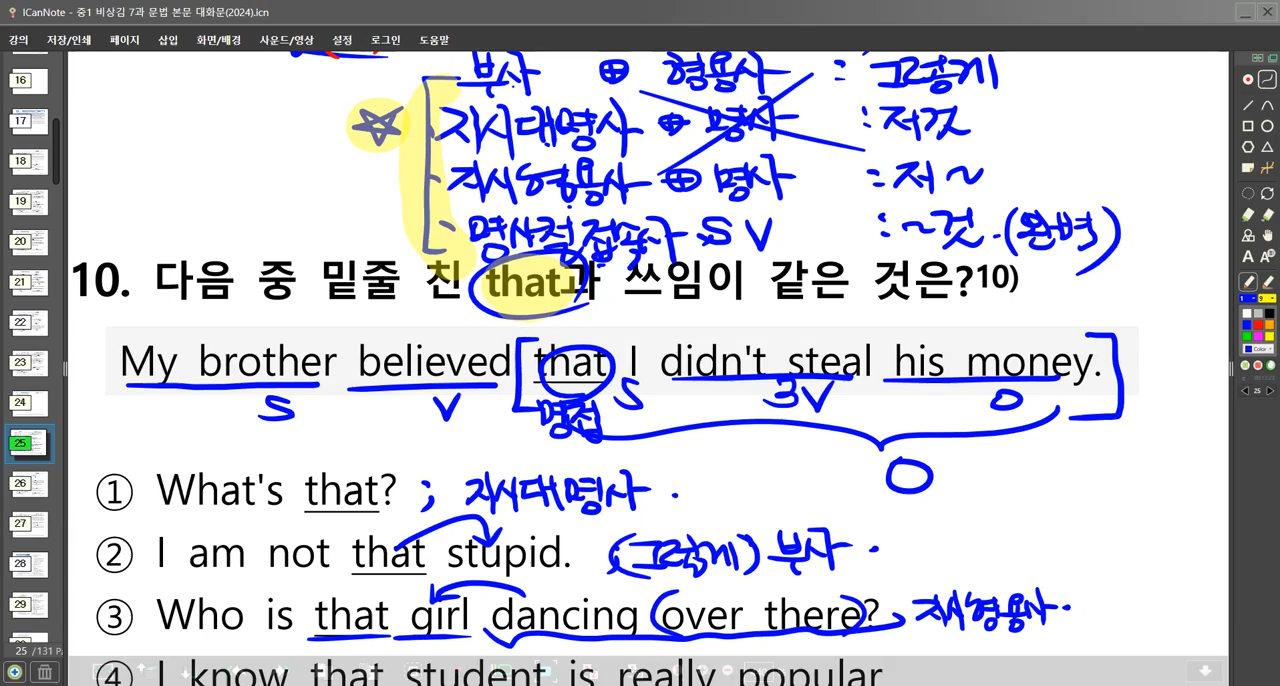 ICanNote - 중1 비상김 7과 문법 본문 대화문(2024).icn
강의 저장/인쇄 페이지 삽입 화면/배경 사운드/영상 설정 로그인 도움말
16
17
18
19
20
21
22
23
24
25
26
27
28
29
25 /131 P
부사 ⊕ 형용사 : 그렇게
지시대명사 ⊕ 명사 : 저것
지시형용사 ⊕ 명사 : 저~
명사절 접속사 S V : ~것. (완벽)
10. 다음 중 밑줄 친 that과 쓰임이 같은 것은?10)
My brother believed [that I didn't steal his money.]
S V 명접 S 3V O
O
① What's that? ; 지시대명사.
② I am not that stupid. (그렇게) 부사.
③ Who is that girl dancing (over there)? 지시형용사.
④ I know that student is really popular